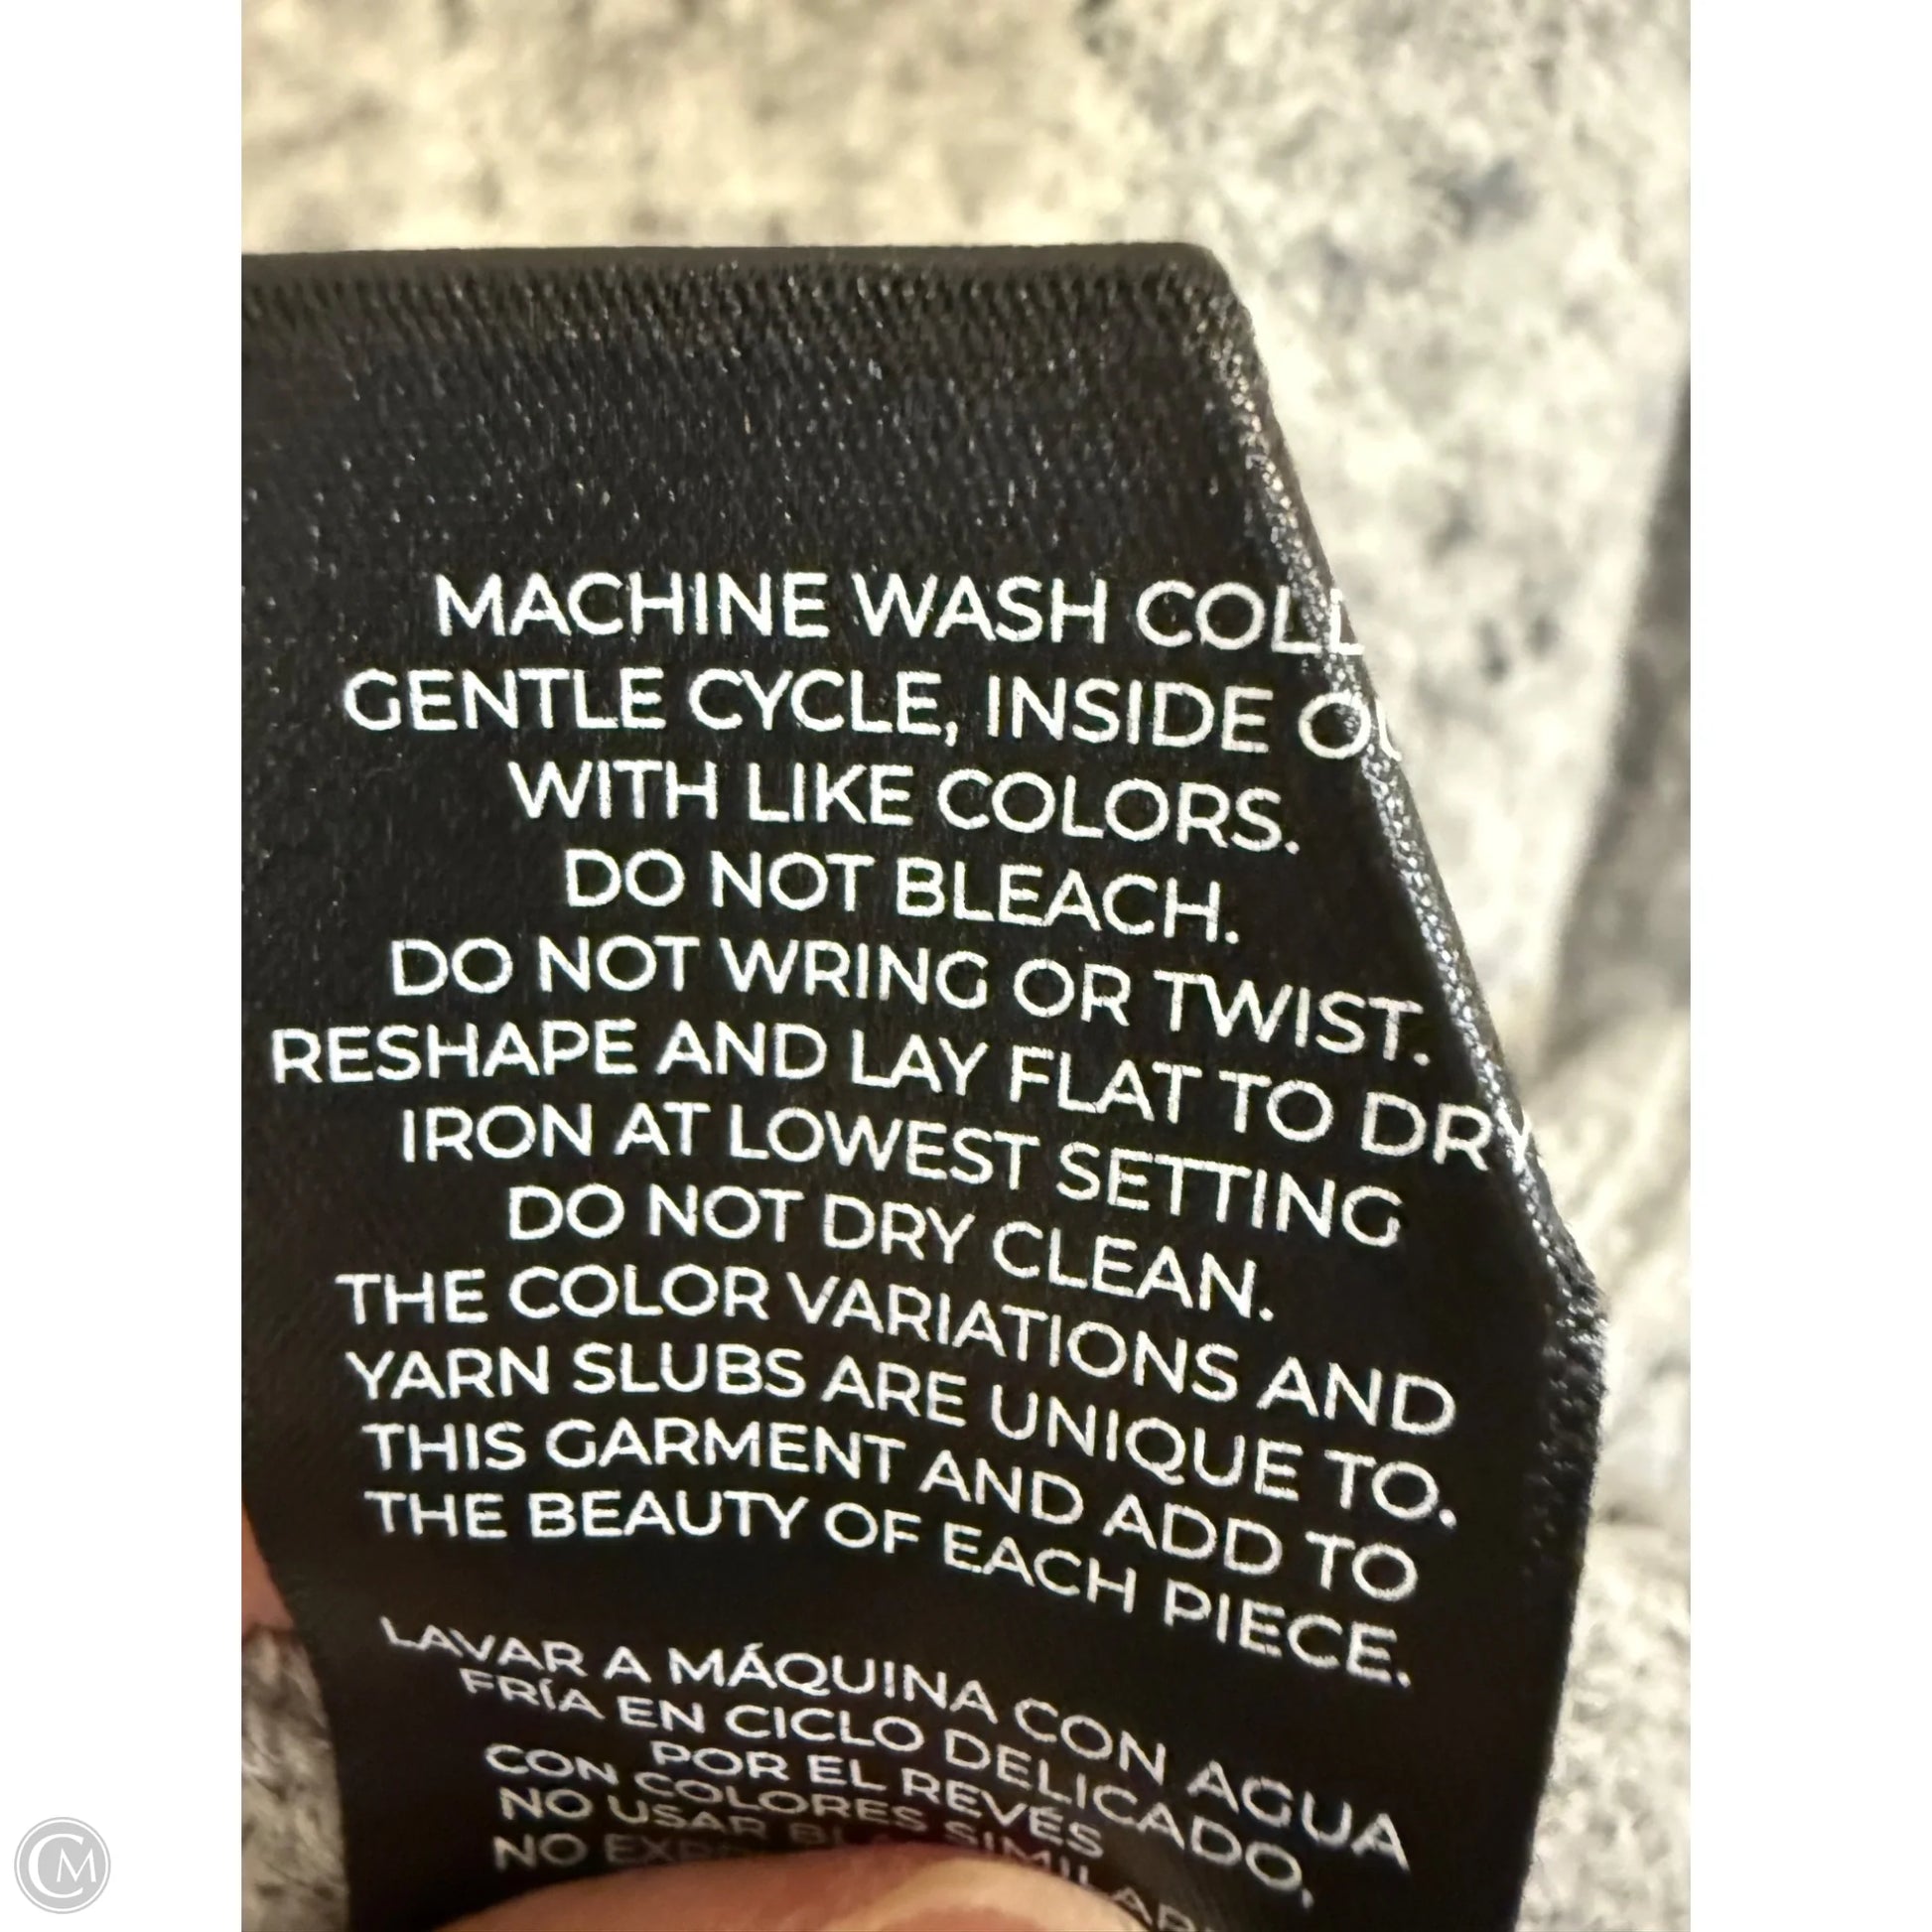 MACHINE WASH COLD
GENTLE CYCLE, INSIDE
WITH LIKE COLORS.
DO NOT BLEACH.
DO NOT WRING OR TWIST.
RESHAPE AND LAY FLAT TO DRY
IRON AT LOWEST SETTING
DO NOT DRY CLEAN.
THE COLOR VARIATIONS AND
YARN SLUBS ARE UNIQUE TO.
THIS GARMENT AND ADD TO
THE BEAUTY OF EACH PIECE.
LAVAR A MÁQUINA CON AGUA
FRÍA EN CICLO DELICADO,
POR EL REVÉS
CON COLORES
NO USAR
NO
CM